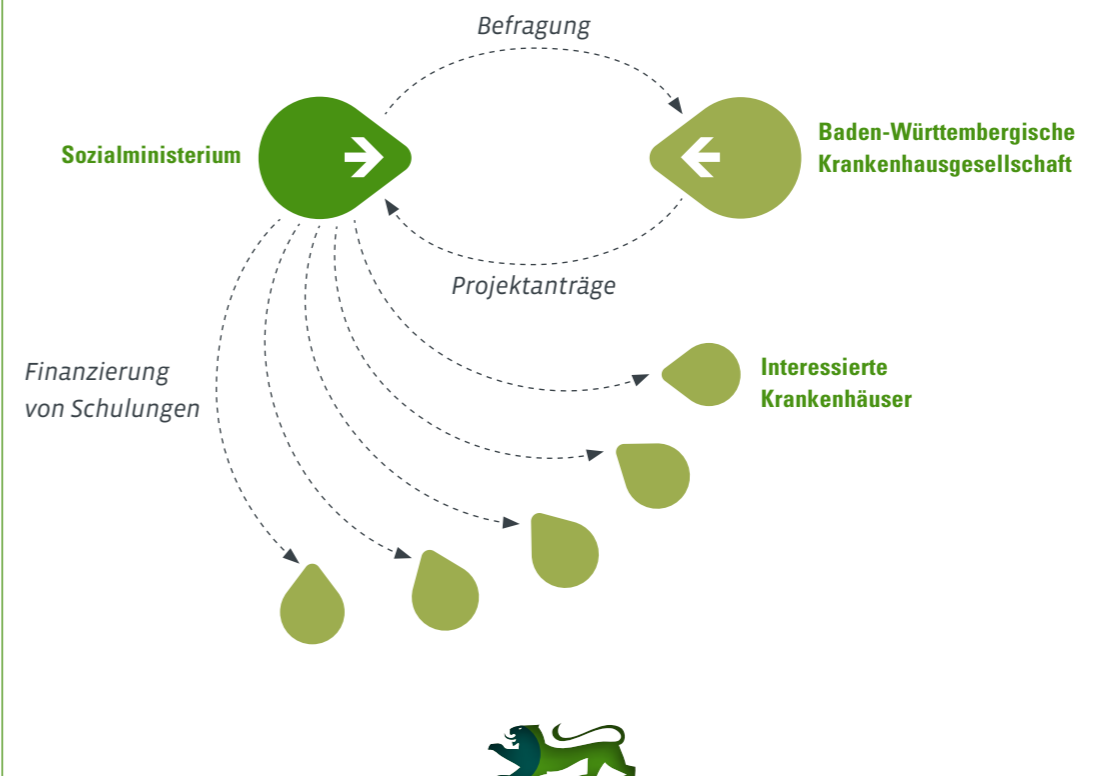 Befragung
Sozialministerium
Baden-Württembergische
Krankenhausgesellschaft
Projektanträge
Finanzierung
von Schulungen
Interessierte
Krankenhäuser